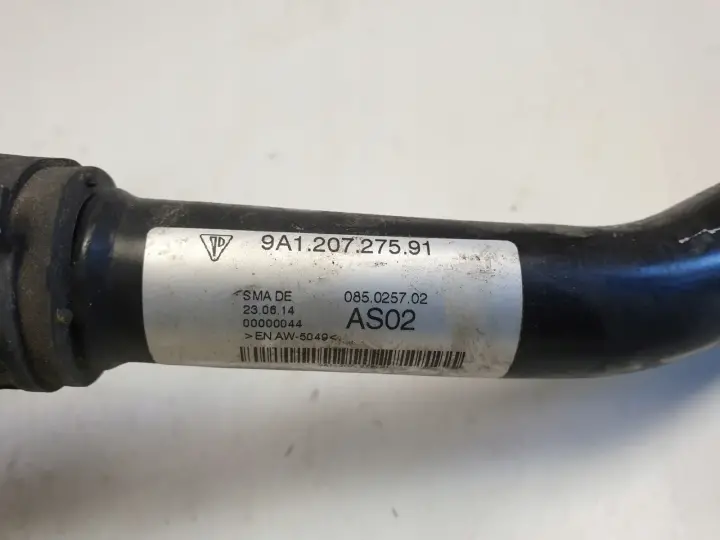 9A1.207.275.91
SMA DE 085.0257.02
23.06.14 AS02
00000044
>EN AW-5049<